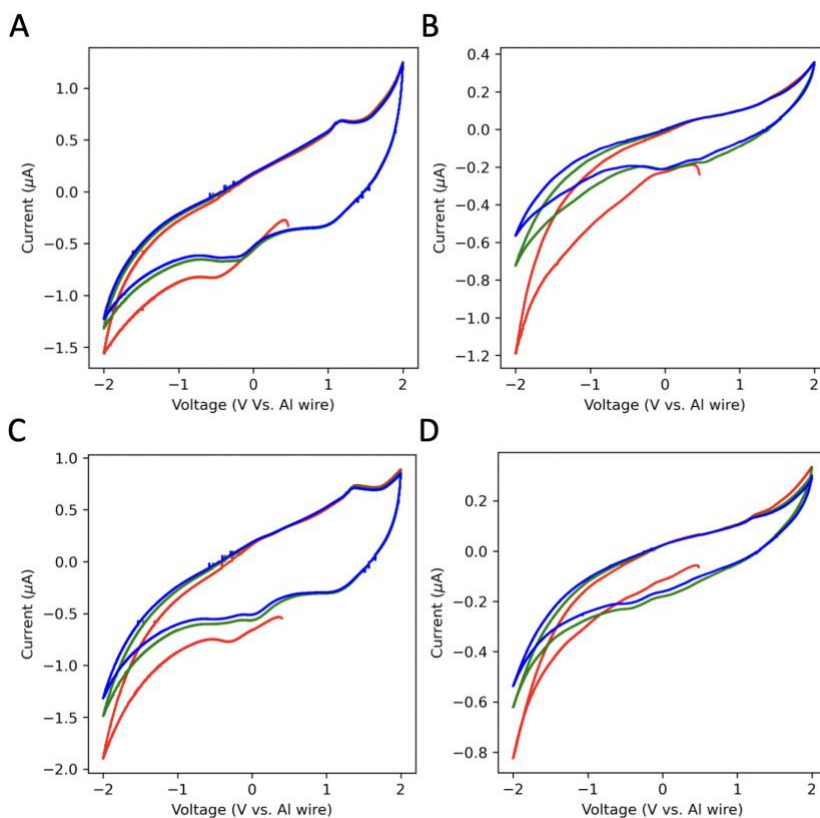 A
1.0
0.5
0.0
−0.5
−1.0
−1.5
Current (μA)
−2 −1 0 1 2
Voltage (V Vs. Al wire)
B
0.4
0.2
0.0
−0.2
−0.4
−0.6
−0.8
−1.0
−1.2
Current (μA)
−2 −1 0 1 2
Voltage (V vs. Al wire)
C
1.0
0.5
0.0
−0.5
−1.0
−1.5
−2.0
Current (μA)
−2 −1 0 1 2
Voltage (V vs. Al wire)
D
0.2
0.0
−0.2
−0.4
−0.6
−0.8
Current (μA)
−2 −1 0 1 2
Voltage (V vs. Al wire)